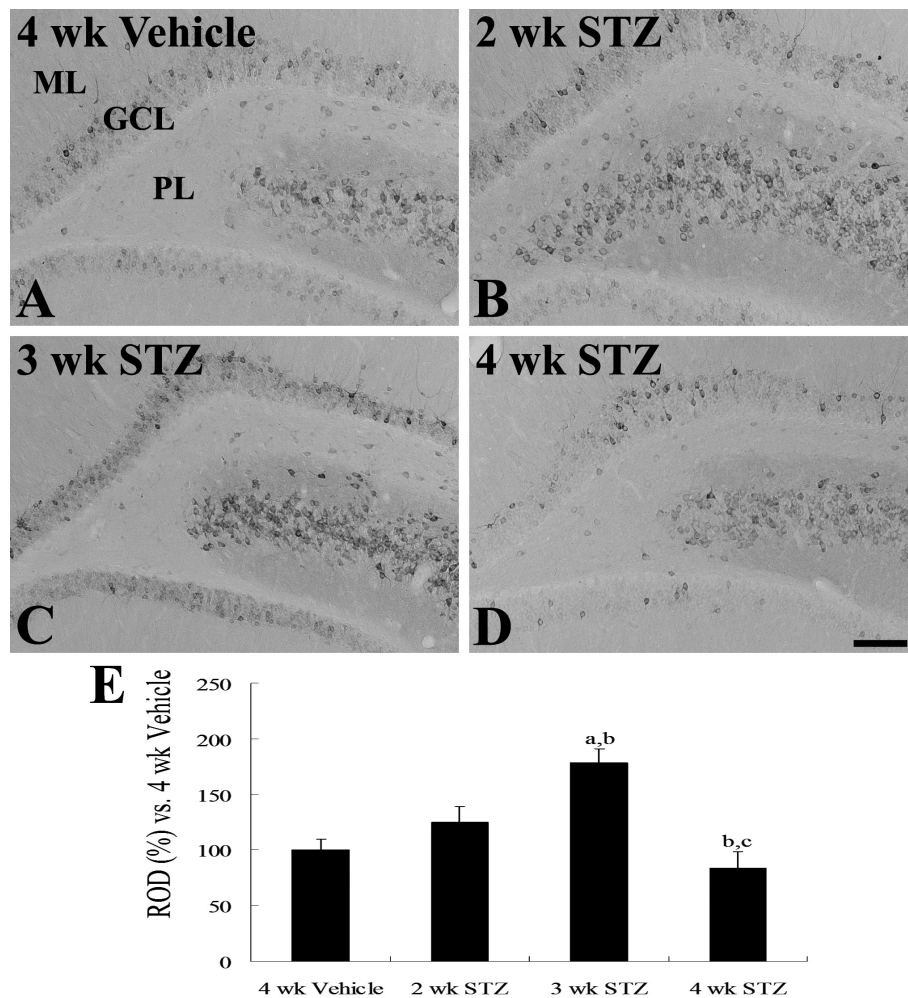 4 wk Vehicle
2 wk STZ
ML
GCL
PL
A
B
3 wk STZ
4 wk STZ
C
D
E
ROD (%) vs. 4 wk Vehicle
250
200
150
100
50
0
a,b
b,c
4 wk Vehicle
2 wk STZ
3 wk STZ
4 wk STZ